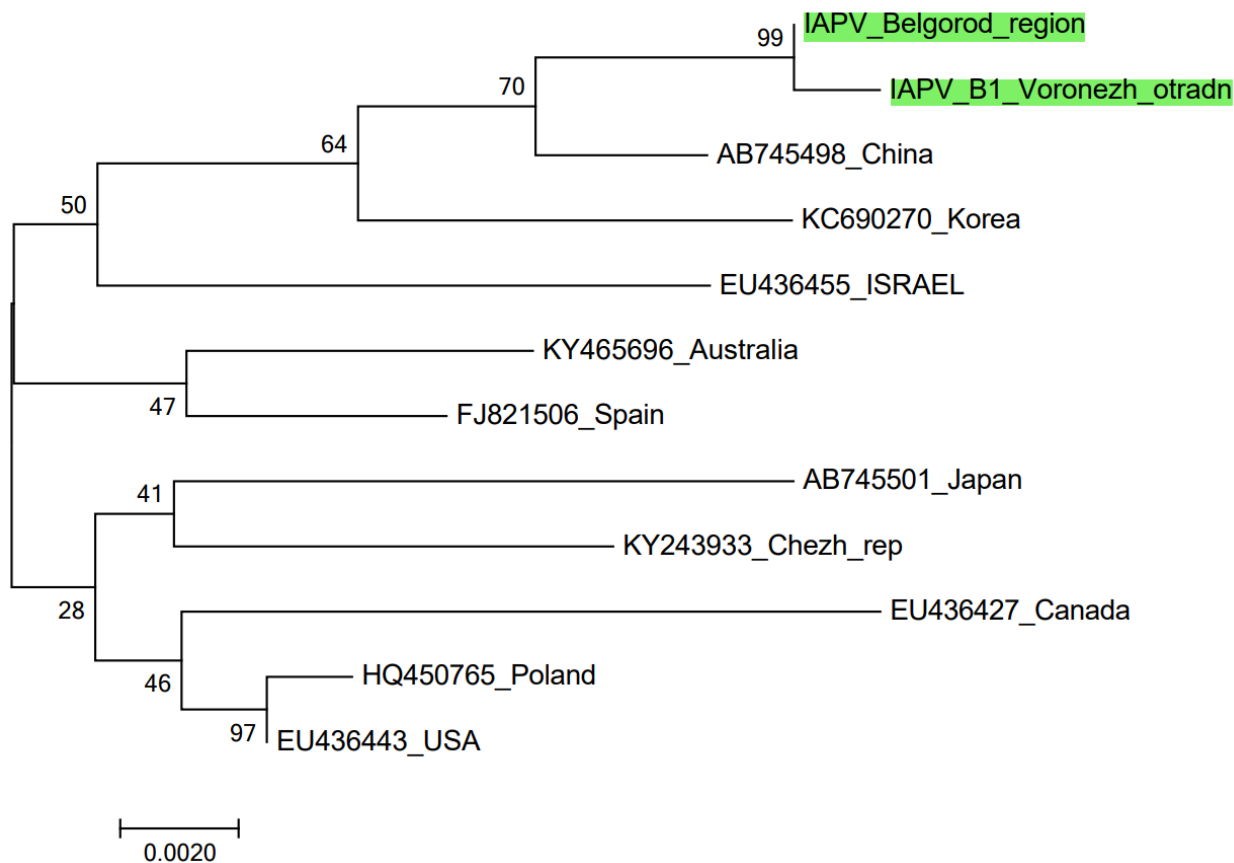 IAPV_Belgorod_region
99
IAPV_B1_Voronezh_otradn
70
AB745498_China
64
KC690270_Korea
50
EU436455_ISRAEL
KY465696_Australia
47
FJ821506_Spain
AB745501_Japan
41
KY243933_Chezh_rep
28
EU436427_Canada
46
HQ450765_Poland
97
EU436443_USA
0.0020